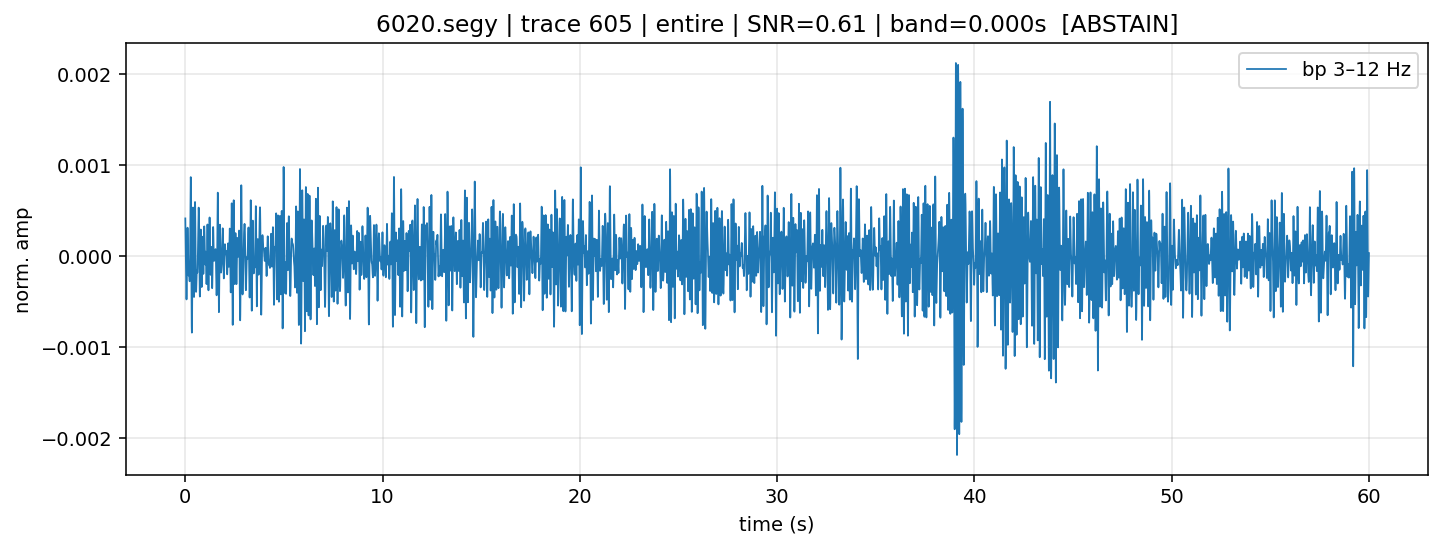 6020.segy | trace 605 | entire | SNR=0.61 | band=0.000s  [ABSTAIN]
bp 3–12 Hz
0.002
0.001
0.000
−0.001
−0.002
norm. amp
0 10 20 30 40 50 60
time (s)